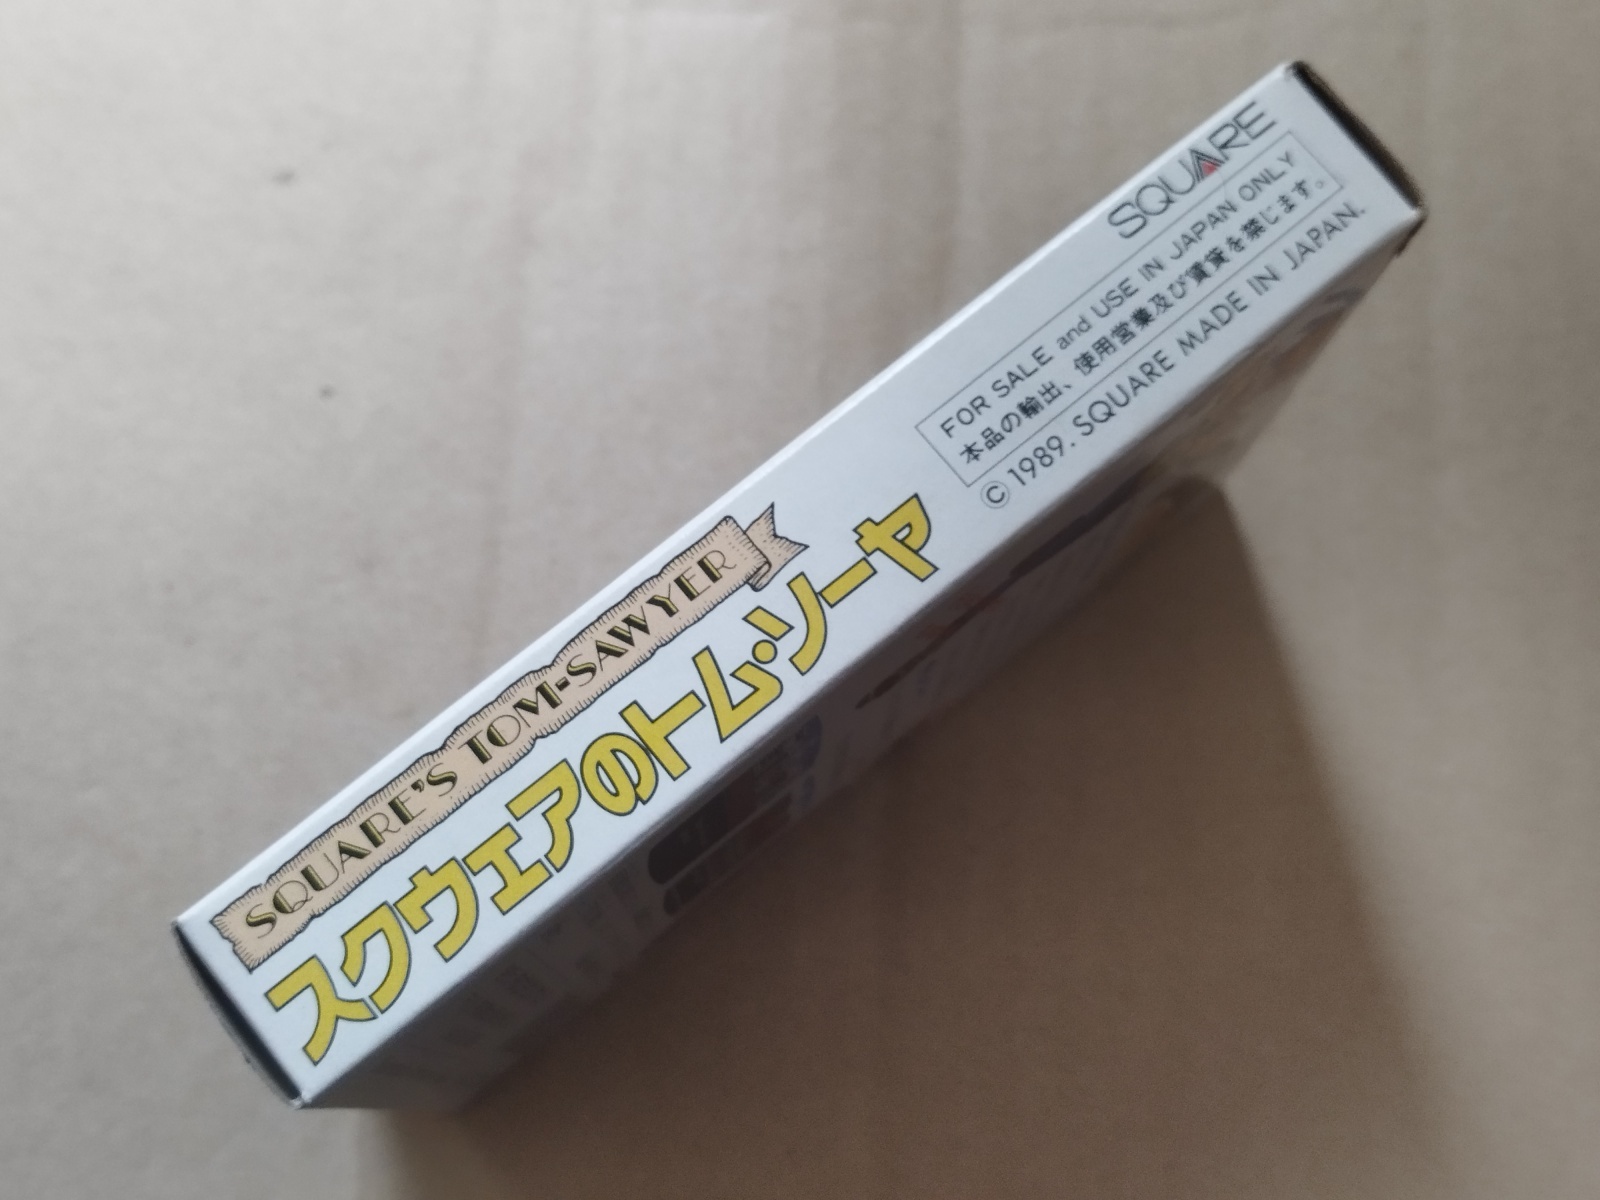 SQUARE'S TOM-SAWYER
スクウェアのトム・ソーヤ
SQUARE
FOR SALE and USE IN JAPAN ONLY
本品の輸出、使用営業及び賃貸を禁じます。
© 1989. SQUARE MADE IN JAPAN.